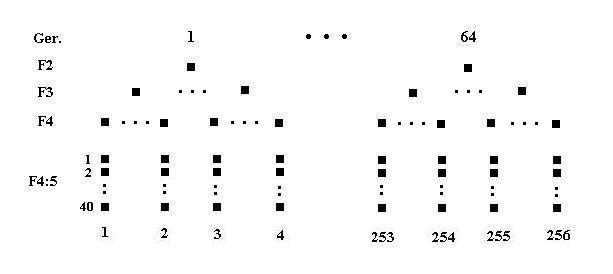 Ger. 1 • • • 64
F2
F3 . . . . . .
F4 . . . . . . . . . . . .
1
2
F4:5
40
1 2 3 4 253 254 255 256